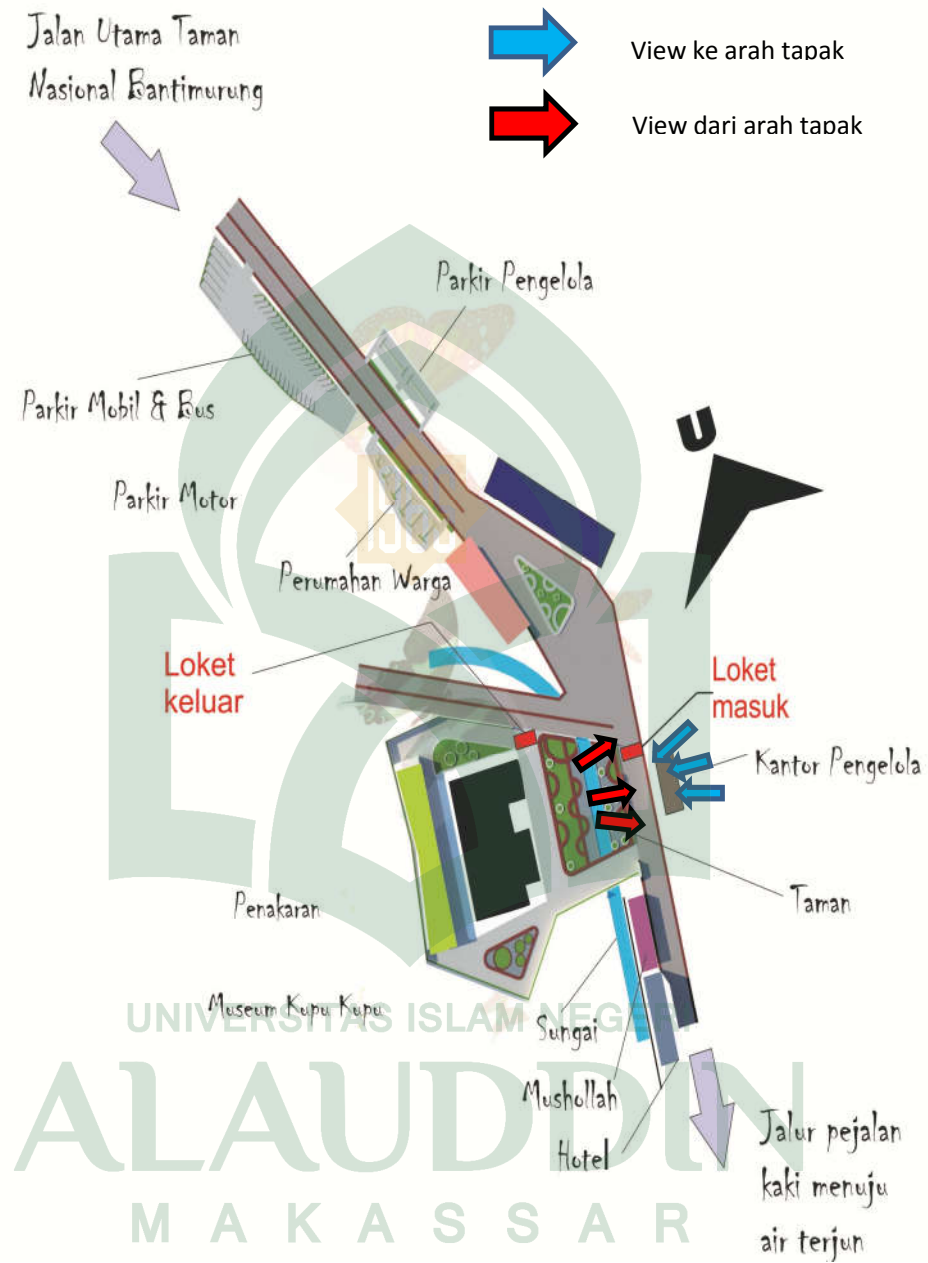 Jalan Utama Taman
Nasional Bantimurung
View ke arah tapak
View dari arah tapak
Parkir Pengelola
Parkir Mobil & Bus
U
Parkir Motor
Perumahan Warga
Loket
keluar
Loket
masuk
Kantor Pengelola
Taman
Penakaran
Museum Kupu Kupu
Sungai
Mushollah
Hotel
Jalur pejalan
kaki menuju
air terjun
1965
UNIVERSITAS ISLAM NEGERI
ALAUDDIN
MAKASSAR